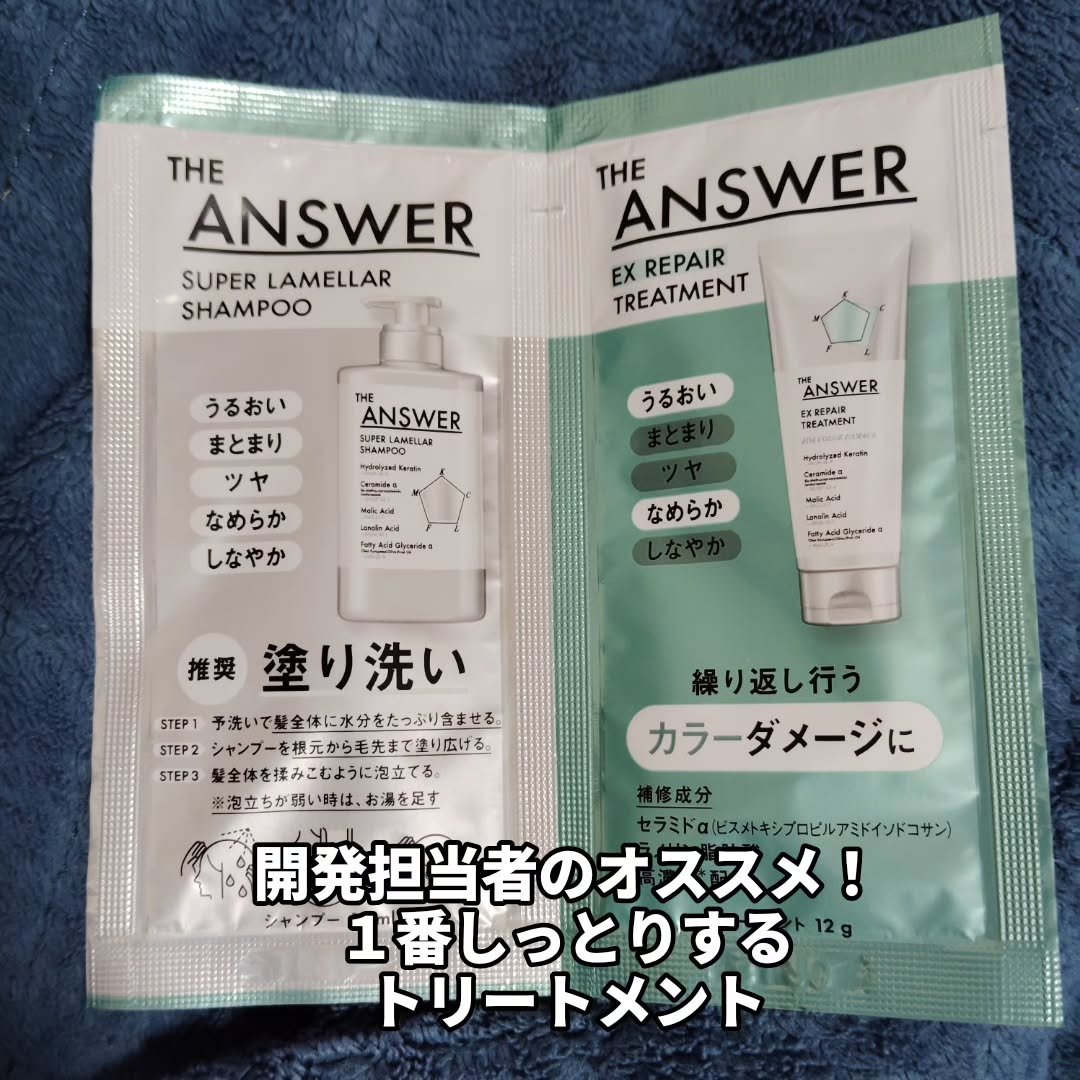 THE
ANSWER
SUPER LAMELLAR
SHAMPOO
うるおい
まとまり
ツヤ
なめらか
しなやか
THE
ANSWER
SUPER LAMELLAR
SHAMPOO
Hydrolyzed Keratin
Ceramide α
Malic Acid
Lanolin Acid
Fatty Acid Glyceride α
K
M
C
F
L
推奨
塗り洗い
STEP 1 予洗いで髪全体に水分をたっぷり含ませる。
STEP 2 シャンプーを根元から毛先まで塗り広げる。
STEP 3 髪全体を揉みこむように泡立てる。
※泡立ちが弱い時は、お湯を足す
シャンプー
THE
ANSWER
EX REPAIR
TREATMENT
うるおい
まとまり
ツヤ
なめらか
しなやか
K
M
C
F
L
THE
ANSWER
EX REPAIR
TREATMENT
Hydrolyzed Keratin
Ceramide α
Malic Acid
Lanolin Acid
Fatty Acid Glyceride α
繰り返し行う
カラーダメージに
補修成分
セラミドα(ビスメトキシプロピルアミドイソドコサン)
ント 12 g
開発担当者のオススメ！
１番しっとりする
トリートメント